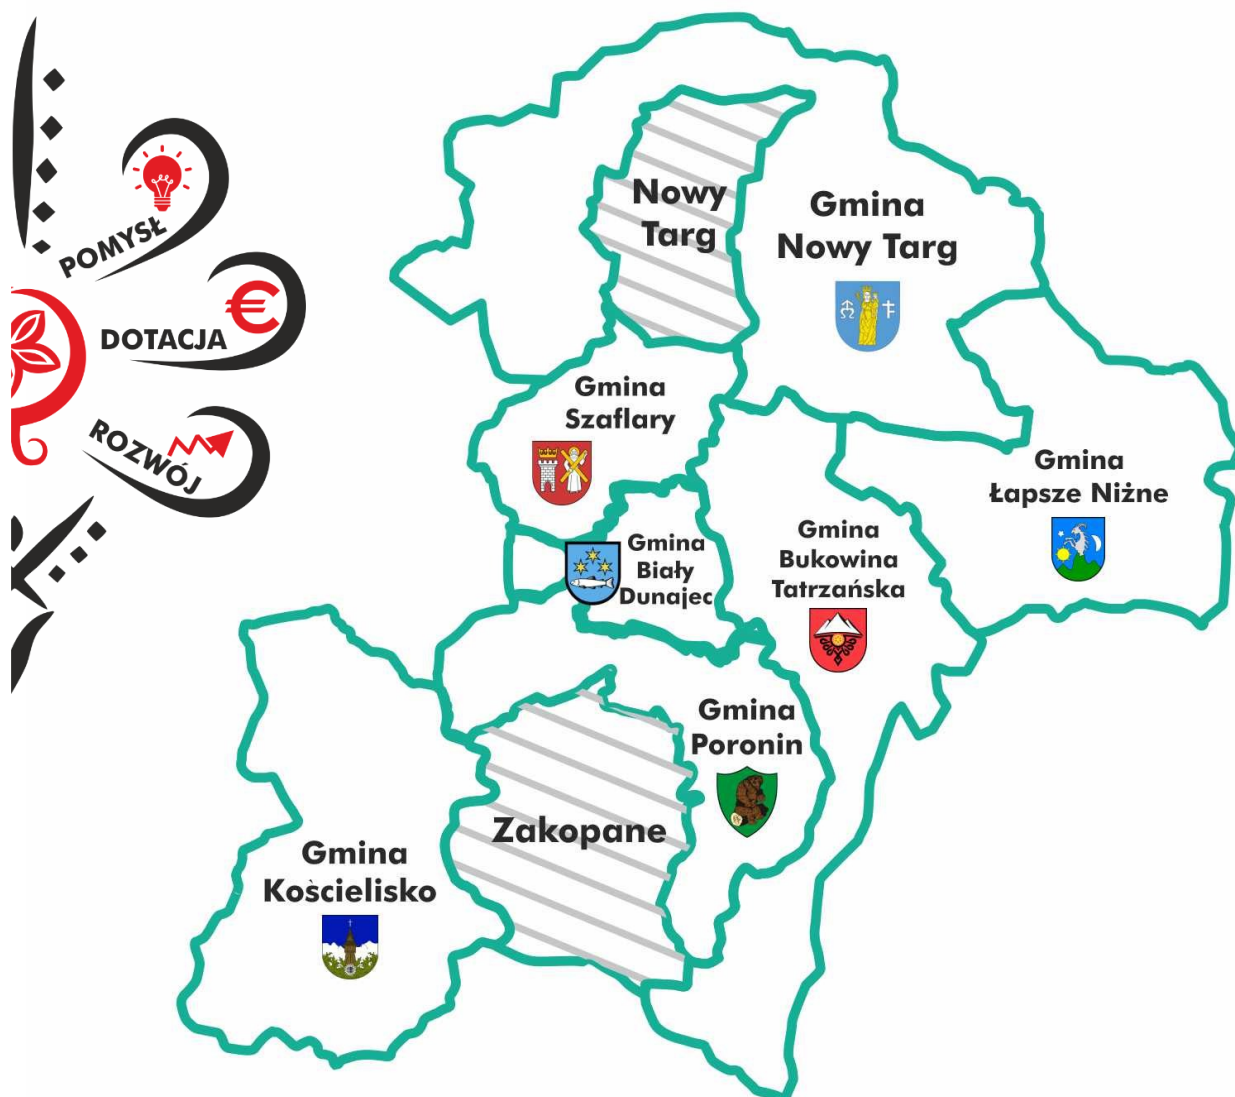 POMYSŁ
DOTACJA
ROZWÓJ
Nowy
Targ
Gmina
Nowy Targ
Gmina
Szaflary
Gmina
Łapsze Niżne
Gmina
Biały
Dunajec
Gmina
Bukowina
Tatrzańska
Gmina
Poronin
Zakopane
Gmina
Kościelisko